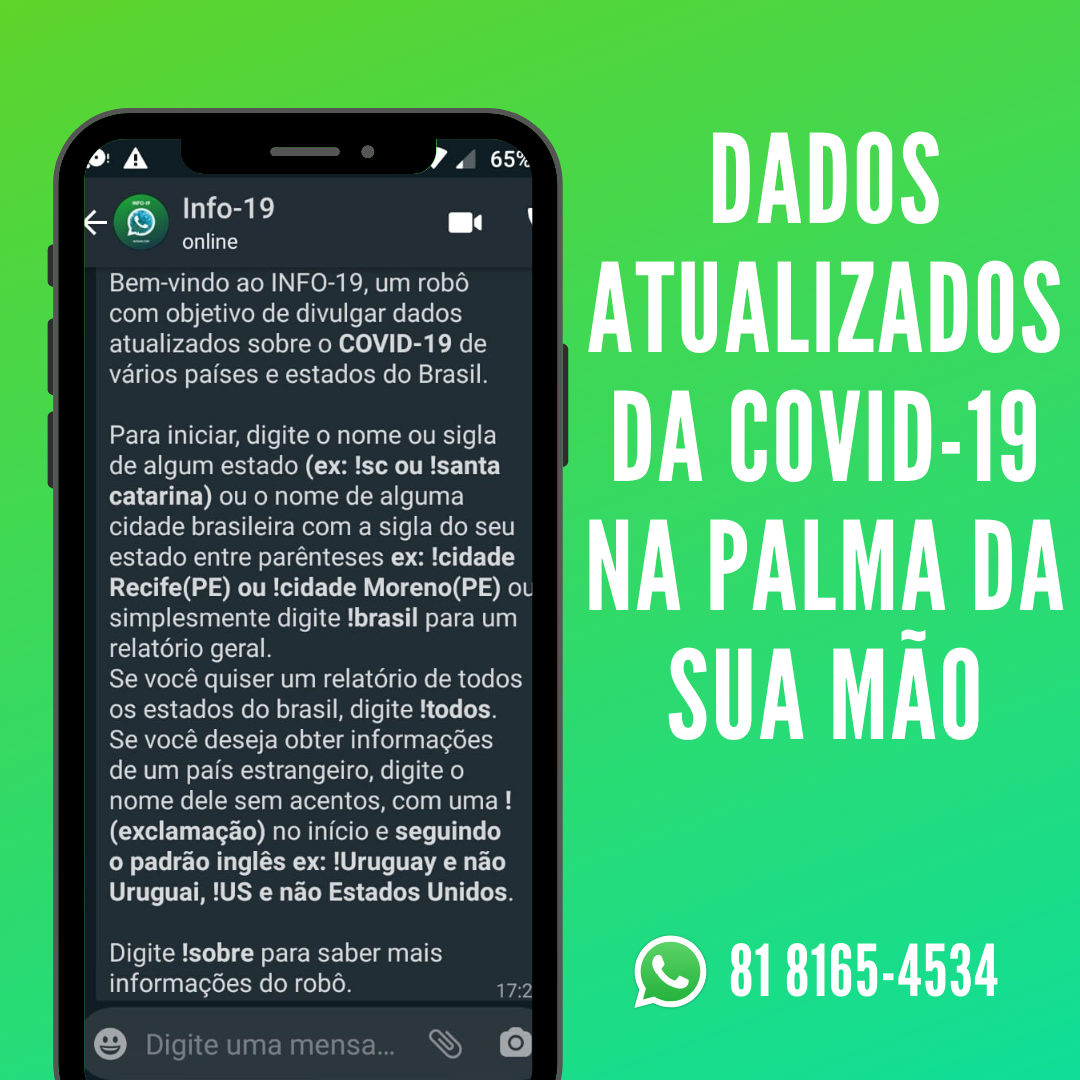 65%
Info-19
online
Bem-vindo ao INFO-19, um robô
com objetivo de divulgar dados
atualizados sobre o COVID-19 de
vários países e estados do Brasil.
Para iniciar, digite o nome ou sigla
de algum estado (ex: !sc ou !santa
catarina) ou o nome de alguma
cidade brasileira com a sigla do seu
estado entre parênteses ex: !cidade
Recife(PE) ou !cidade Moreno(PE) ou
simplesmente digite !brasil para um
relatório geral.
Se você quiser um relatório de todos
os estados do brasil, digite !todos.
Se você deseja obter informações
de um país estrangeiro, digite o
nome dele sem acentos, com uma !
(exclamação) no início e seguindo
o padrão inglês ex: !Uruguay e não
Uruguai, !US e não Estados Unidos.
Digite !sobre para saber mais
informações do robô.
17:2
Digite uma mensa...
DADOS
ATUALIZADOS
DA COVID-19
NA PALMA DA
SUA MÃO
81 8165-4534